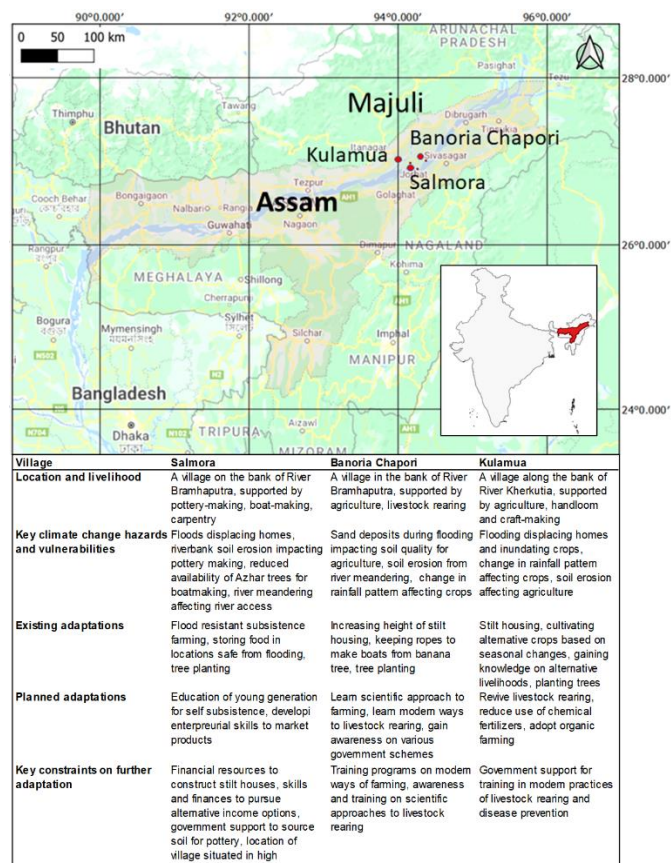 90°0.000'
92°0.000'
94°0.000'
96°0.000'
0 50 100 km
ARUNACHAL
PRADESH
Pasighat
Tezu
28°0.000'
Tawang
Thimphu
Bhutan
Majuli
Dibrugarh
Tinsukia
Itanagar
Banoria Chapori
Kulamua
Sivasagar
Jorhat
Salmora
Cooch Behar
Bongaigaon
Nalbari
Rangia
Tezpur
AH1
Assam
Golaghat
Guwahati
Nagaon
Rangpur
রংপুর
Dimapur
NAGALAND
26°0.000'
Kohima
MEGHALAYA
Shillong
Cherrapunji
AH1
Bogura
বগুড়া
Mymensingh
ময়মনসিংহ
Sylhet
সিলেট
Silchar
Imphal
N2
N502
MANIPUR
Bangladesh
24°0.000'
Dhaka
ঢাকা
N704
N102
TRIPURA
Aizawl
MIZORAM
Village
Salmora
Banoria Chapori
Kulamua
Location and livelihood
A village on the bank of River
Bramhaputra, supported by
pottery-making, boat-making,
carpentry
A village in the bank of River
Bramhaputra, supported by
agriculture, livestock rearing
A village along the bank of
River Kherkutia, supported
by agriculture, handloom
and craft-making
Key climate change hazards
and vulnerabilities
Floods displacing homes,
riverbank soil erosion impacting
pottery making, reduced
availability of Azhar trees for
boatmaking, river meandering
affecting river access
Sand deposits during flooding
impacting soil quality for
agriculture, soil erosion from
river meandering, change in
rainfall pattern affecting crops
Flooding displacing homes
and inundating crops,
change in rainfall pattern
affecting crops, soil erosion
affecting agriculture
Existing adaptations
Flood resistant subsistence
farming, storing food in
locations safe from flooding,
tree planting
Increasing height of stilt
housing, keeping ropes to
make boats from banana
tree, tree planting
Stilt housing, cultivating
alternative crops based on
seasonal changes, gaining
knowledge on alternative
livelihoods, planting trees
Planned adaptations
Education of young generation
for self subsistence, developi
enterpreurial skills to market
products
Learn scientific approach to
farming, learn modern ways
to livestock rearing, gain
awareness on various
government schemes
Revive livestock rearing,
reduce use of chemical
fertilizers, adopt organic
farming
Key constraints on further
adaptation
Financial resources to
construct stilt houses, skills
and finances to pursue
alternative income options,
government support to source
soil for pottery, location of
village situated in high
Training programs on modern
ways of farming, awareness
and training on scientific
approaches to livestock
rearing
Government support for
training in modern practices
of livestock rearing and
disease prevention